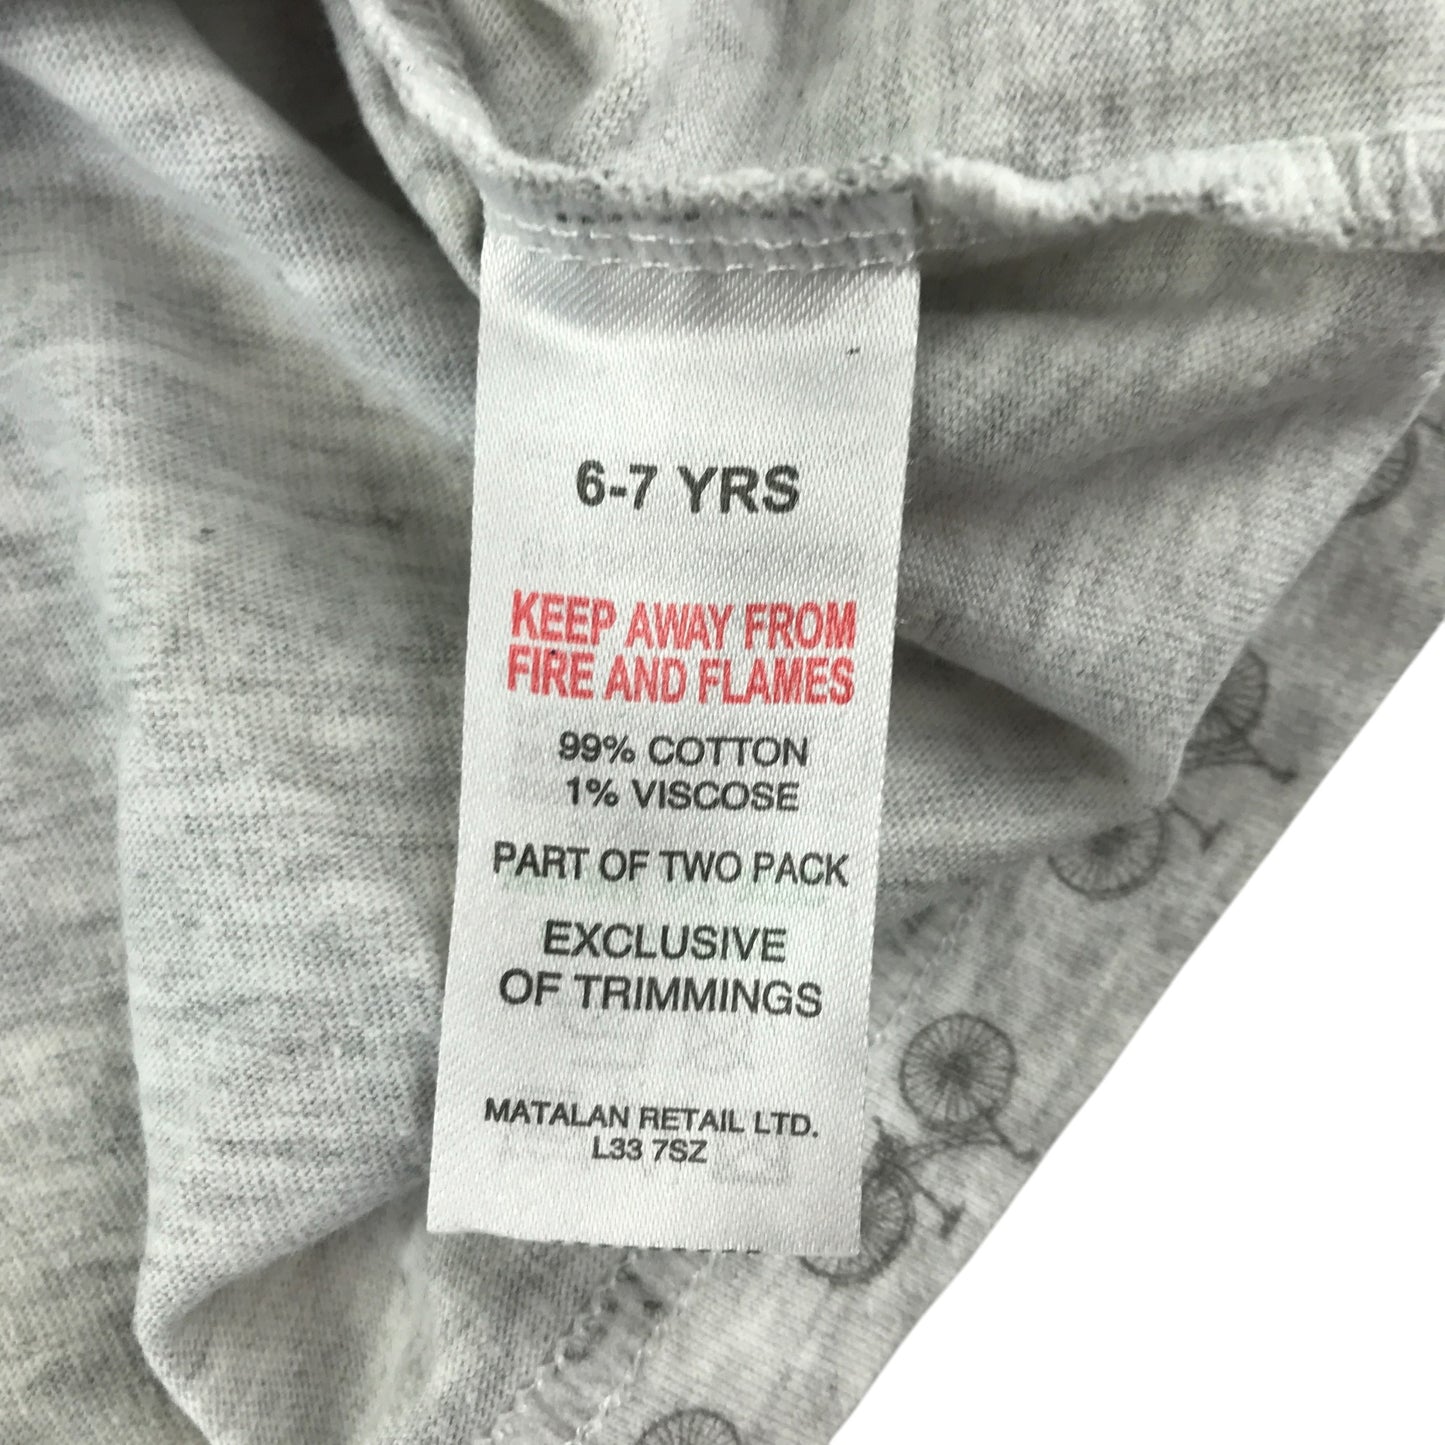 6-7 YRS
KEEP AWAY FROM
FIRE AND FLAMES
99% COTTON
1% VISCOSE
PART OF TWO PACK
EXCLUSIVE
OF TRIMMINGS
MATALAN RETAIL LTD.
L33 7SZ